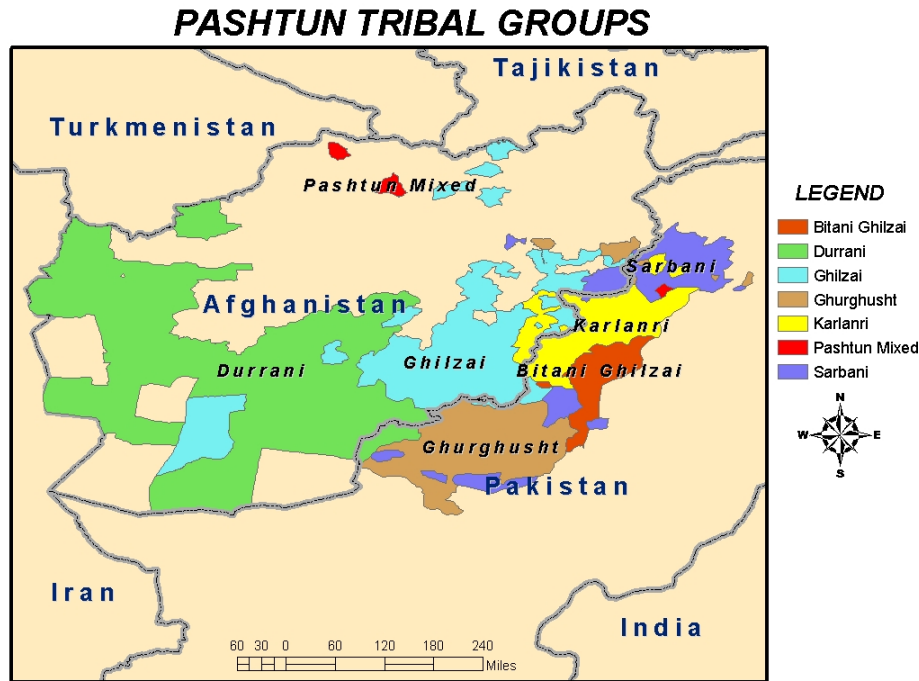 PASHTUN TRIBAL GROUPS
Tajikistan
Turkmenistan
Pashtun Mixed
LEGEND
Bitani Ghilzai
Durrani
Ghilzai
Ghurghusht
Karlanri
Pashtun Mixed
Sarbani
Sarbani
Afghanistan
Karlanri
Ghilzai
Durrani
Bitani Ghilzai
N
W E
S
Ghurghusht
Pakistan
Iran
India
60 30 0 60 120 180 240
Miles